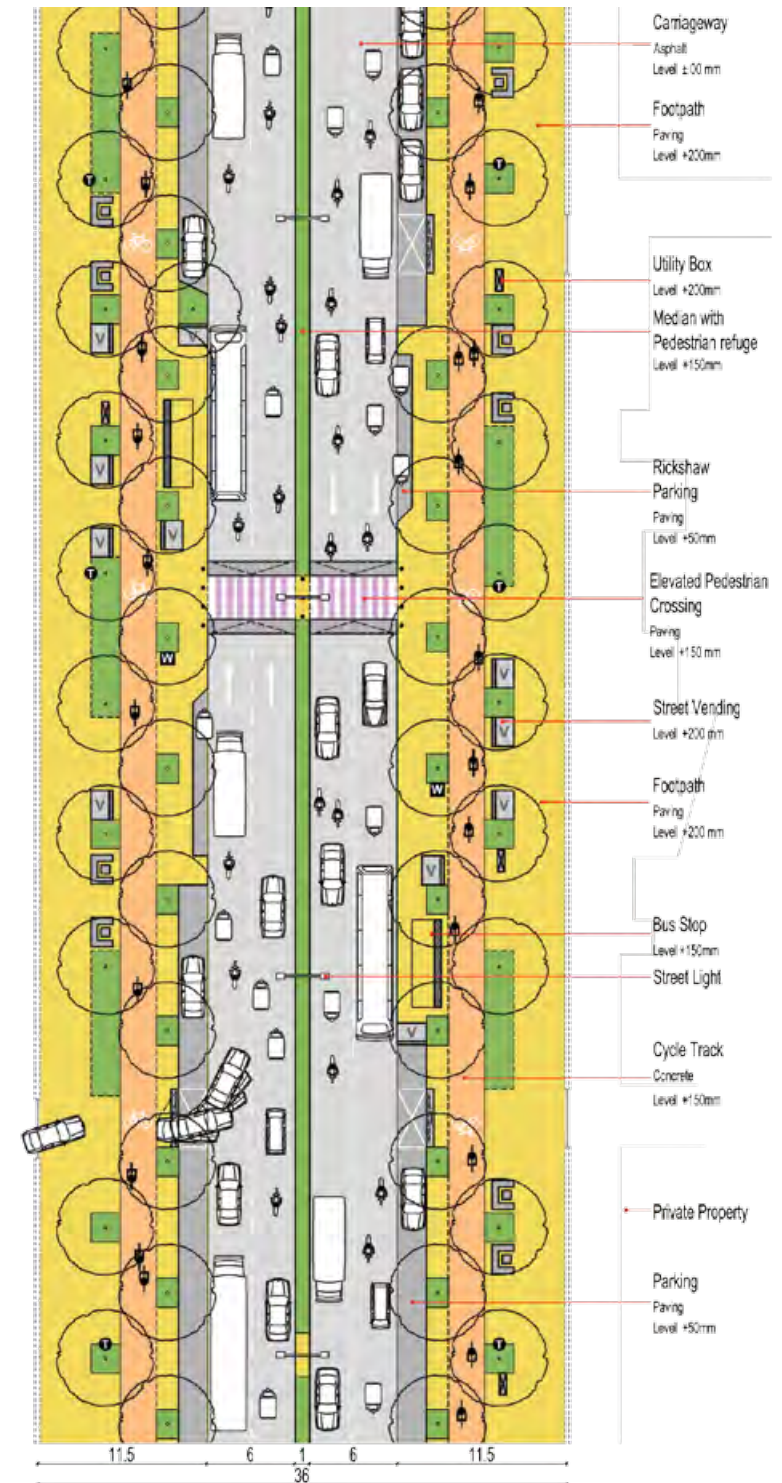 Carriageway
Asphalt
Level ±.00 mm
Footpath
Paving
Level +200mm
T
T
Utility Box
Level +200mm
Median with
Pedestrian refuge
Level +150mm
V
V
V
V
V
V
Rickshaw
Parking
Paving
Level +50mm
T
T
Elevated Pedestrian
Crossing
Paving
Level +150 mm
W
V
Street Vending
V
Level +200 mm
W
V
V
Footpath
Paving
Level +200 mm
V
Bus Stop
Level +150mm
Street Light
V
Cycle Track
Concrete
Level +150mm
Private Property
Parking
Paving
Level +50mm
T
T
11.5 6 1 6 11.5
36